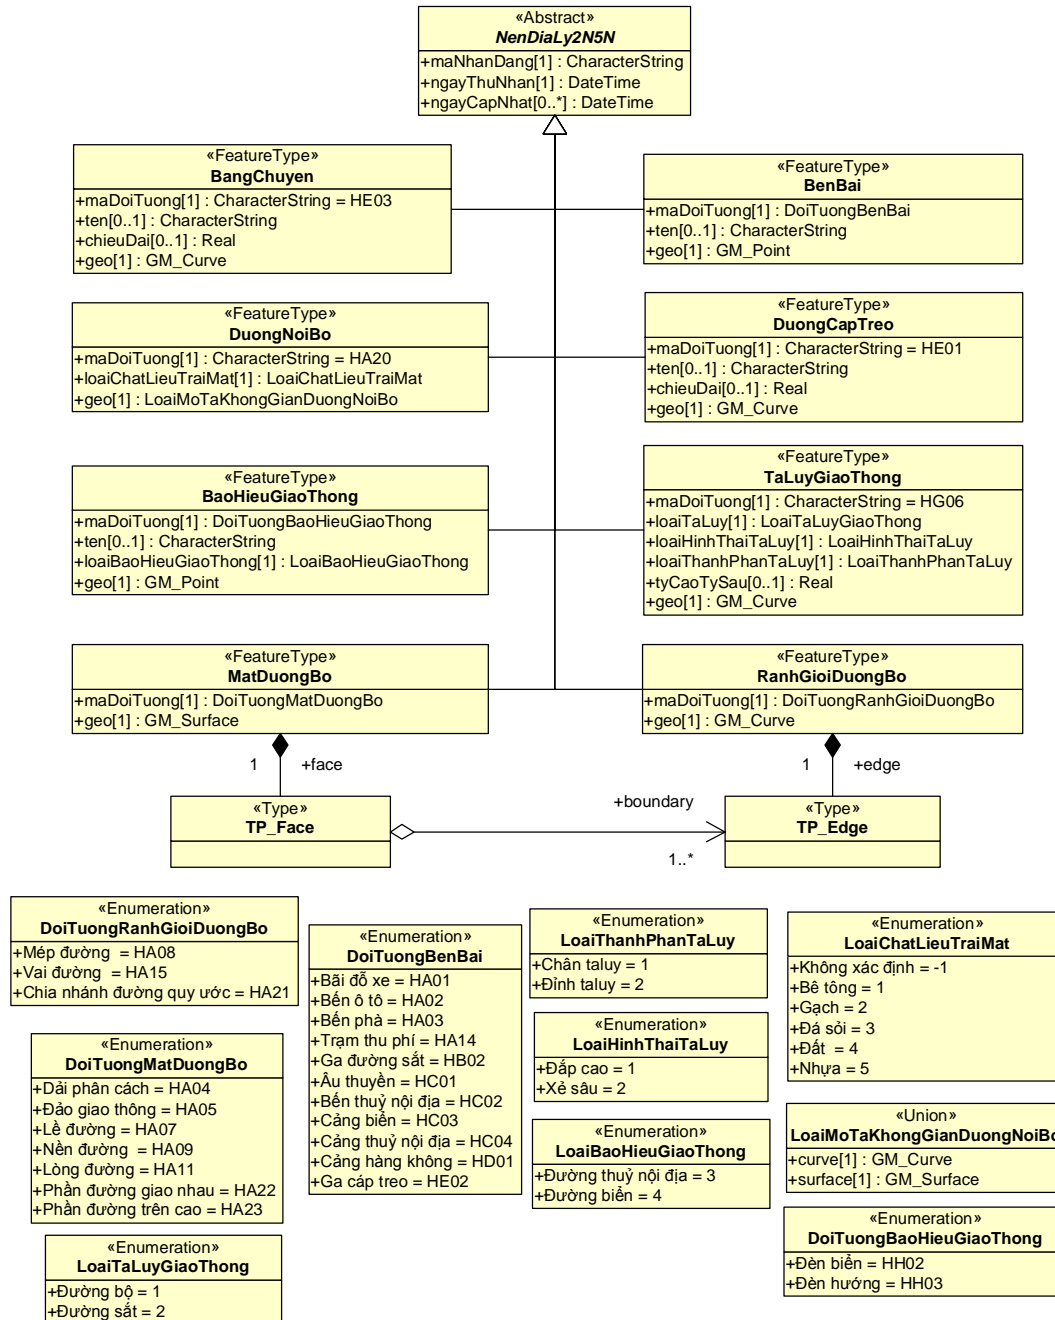 «Abstract»
NenDiaLy2N5N
+maNhanDang[1] : CharacterString
+ngayThuNhan[1] : DateTime
+ngayCapNhat[0..*] : DateTime
«FeatureType»
BangChuyen
+maDoiTuong[1] : CharacterString = HE03
+ten[0..1] : CharacterString
+chieuDai[0..1] : Real
+geo[1] : GM_Curve
«FeatureType»
BenBai
+maDoiTuong[1] : DoiTuongBenBai
+ten[0..1] : CharacterString
+geo[1] : GM_Point
«FeatureType»
DuongNoiBo
+maDoiTuong[1] : CharacterString = HA20
+loaiChatLieuTraiMat[1] : LoaiChatLieuTraiMat
+geo[1] : LoaiMoTaKhongGianDuongNoiBo
«FeatureType»
DuongCapTreo
+maDoiTuong[1] : CharacterString = HE01
+ten[0..1] : CharacterString
+chieuDai[0..1] : Real
+geo[1] : GM_Curve
«FeatureType»
BaoHieuGiaoThong
+maDoiTuong[1] : DoiTuongBaoHieuGiaoThong
+ten[0..1] : CharacterString
+loaiBaoHieuGiaoThong[1] : LoaiBaoHieuGiaoThong
+geo[1] : GM_Point
«FeatureType»
TaLuyGiaoThong
+maDoiTuong[1] : CharacterString = HG06
+loaiTaLuy[1] : LoaiTaLuyGiaoThong
+loaiHinhThaiTaLuy[1] : LoaiHinhThaiTaLuy
+loaiThanhPhanTaLuy[1] : LoaiThanhPhanTaLuy
+tyCaoTySau[0..1] : Real
+geo[1] : GM_Curve
«FeatureType»
MatDuongBo
+maDoiTuong[1] : DoiTuongMatDuongBo
+geo[1] : GM_Surface
«FeatureType»
RanhGioiDuongBo
+maDoiTuong[1] : DoiTuongRanhGioiDuongBo
+geo[1] : GM_Curve
1 +face
1 +edge
«Type»
TP_Face
+boundary
1..*
«Type»
TP_Edge
«Enumeration»
DoiTuongRanhGioiDuongBo
+Mép đường = HA08
+Vai đường = HA15
+Chia nhánh đường quy ước = HA21
«Enumeration»
DoiTuongBenBai
+Bãi đỗ xe = HA01
+Bến ô tô = HA02
+Bến phà = HA03
+Trạm thu phí = HA14
+Ga đường sắt = HB02
+Âu thuyền = HC01
+Bến thuỷ nội địa = HC02
+Cảng biển = HC03
+Cảng thuỷ nội địa = HC04
+Cảng hàng không = HD01
+Ga cáp treo = HE02
«Enumeration»
LoaiThanhPhanTaLuy
+Chân taluy = 1
+Đỉnh taluy = 2
«Enumeration»
LoaiChatLieuTraiMat
+Không xác định = -1
+Bê tông = 1
+Gạch = 2
+Đá sỏi = 3
+Đất = 4
+Nhựa = 5
«Enumeration»
DoiTuongMatDuongBo
+Dải phân cách = HA04
+Đảo giao thông = HA05
+Lề đường = HA07
+Nền đường = HA09
+Lòng đường = HA11
+Phần đường giao nhau = HA22
+Phần đường trên cao = HA23
«Enumeration»
LoaiHinhThaiTaLuy
+Đắp cao = 1
+Xẻ sâu = 2
«Enumeration»
LoaiBaoHieuGiaoThong
+Đường thuỷ nội địa = 3
+Đường biển = 4
«Union»
LoaiMoTaKhongGianDuongNoiBo
+curve[1] : GM_Curve
+surface[1] : GM_Surface
«Enumeration»
DoiTuongBaoHieuGiaoThong
+Đèn biển = HH02
+Đèn hướng = HH03
«Enumeration»
LoaiTaLuyGiaoThong
+Đường bộ = 1
+Đường sắt = 2